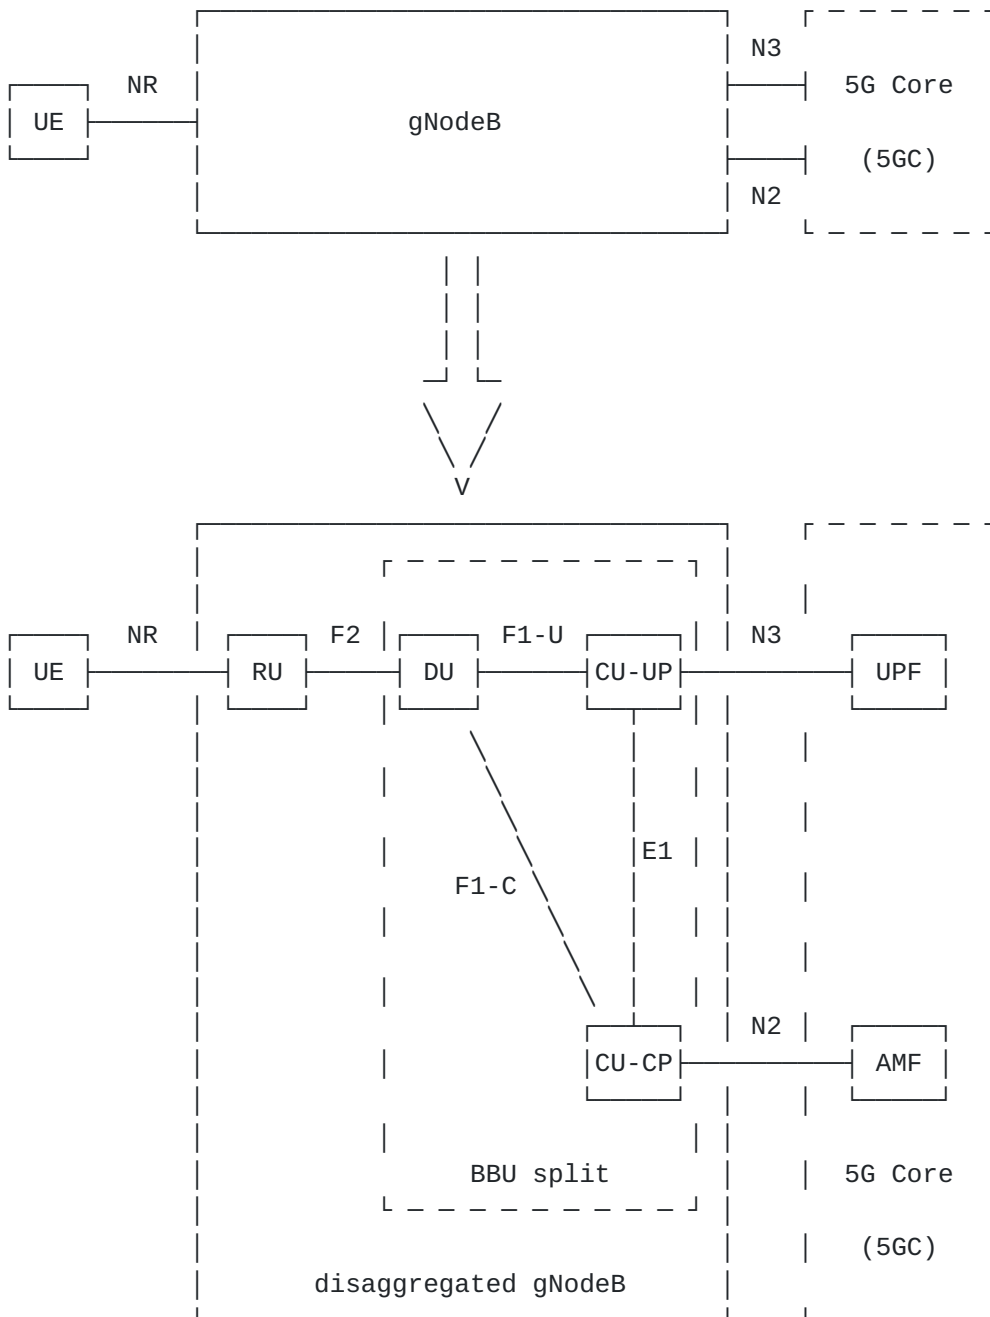 N3
NR 5G Core
UE gNodeB
(5GC)
N2
V
NR F2 F1-U N3
UE RU DU CU-UP UPF
E1
F1-C
N2
CU-CP AMF
BBU split 5G Core
(5GC)
disaggregated gNodeB